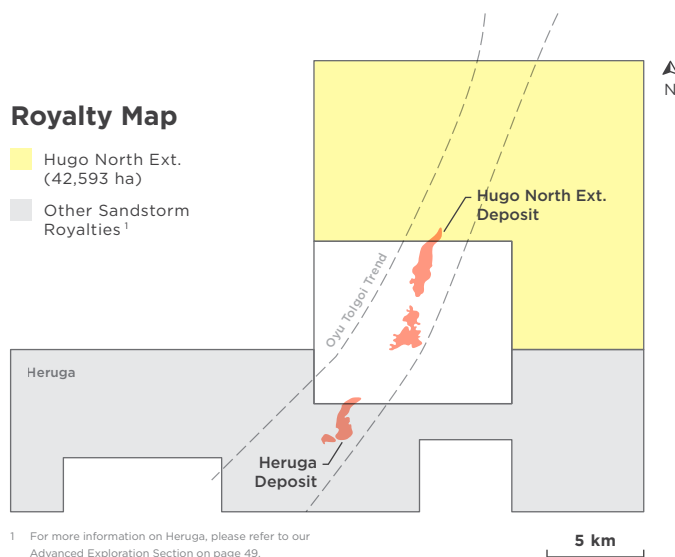 N
Royalty Map
Hugo North Ext.
(42,593 ha)
Other Sandstorm
Royalties 1
Hugo North Ext.
Deposit
Oyu Tolgoi Trend
Heruga
Heruga
Deposit
1 For more information on Heruga, please refer to our
Advanced Exploration Section on page 49.
5 km